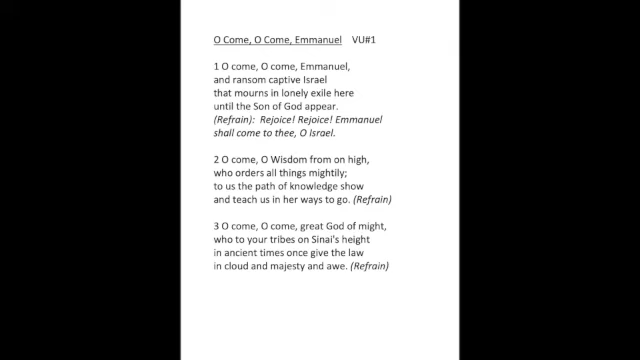 O Come, O Come, Emmanuel VU#1
1 O come, O come, Emmanuel,
and ransom captive Israel
that mourns in lonely exile here
until the Son of God appear.
(Refrain): Rejoice! Rejoice! Emmanuel
shall come to thee, O Israel.
2 O come, O Wisdom from on high,
who orders all things mightily;
to us the path of knowledge show
and teach us in her ways to go. (Refrain)
3 O come, O come, great God of might,
who to your tribes on Sinai's height
in ancient times once give the law
in cloud and majesty and awe. (Refrain)